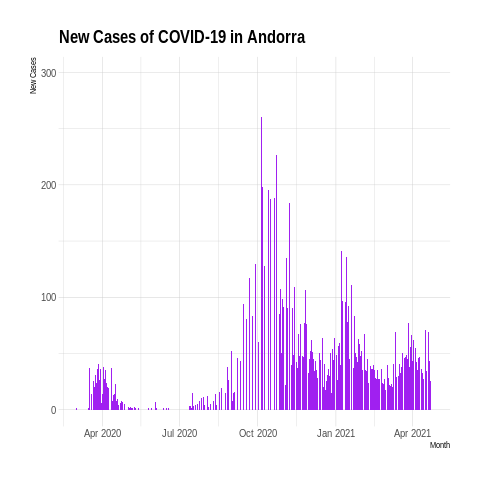 New Cases of COVID-19 in Andorra
New Cases
300
200
100
0
Apr 2020 Jul 2020 Oct 2020 Jan 2021 Apr 2021
Month